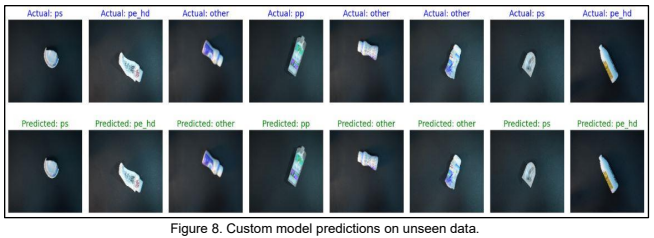 Actual: ps Actual: pe_hd Actual: other Actual: pp Actual: other Actual: other Actual: ps Actual: pe_hd
Predicted: ps Predicted: pe_hd Predicted: other Predicted: pp Predicted: other Predicted: other Predicted: ps Predicted: pe_hd
Figure 8. Custom model predictions on unseen data.